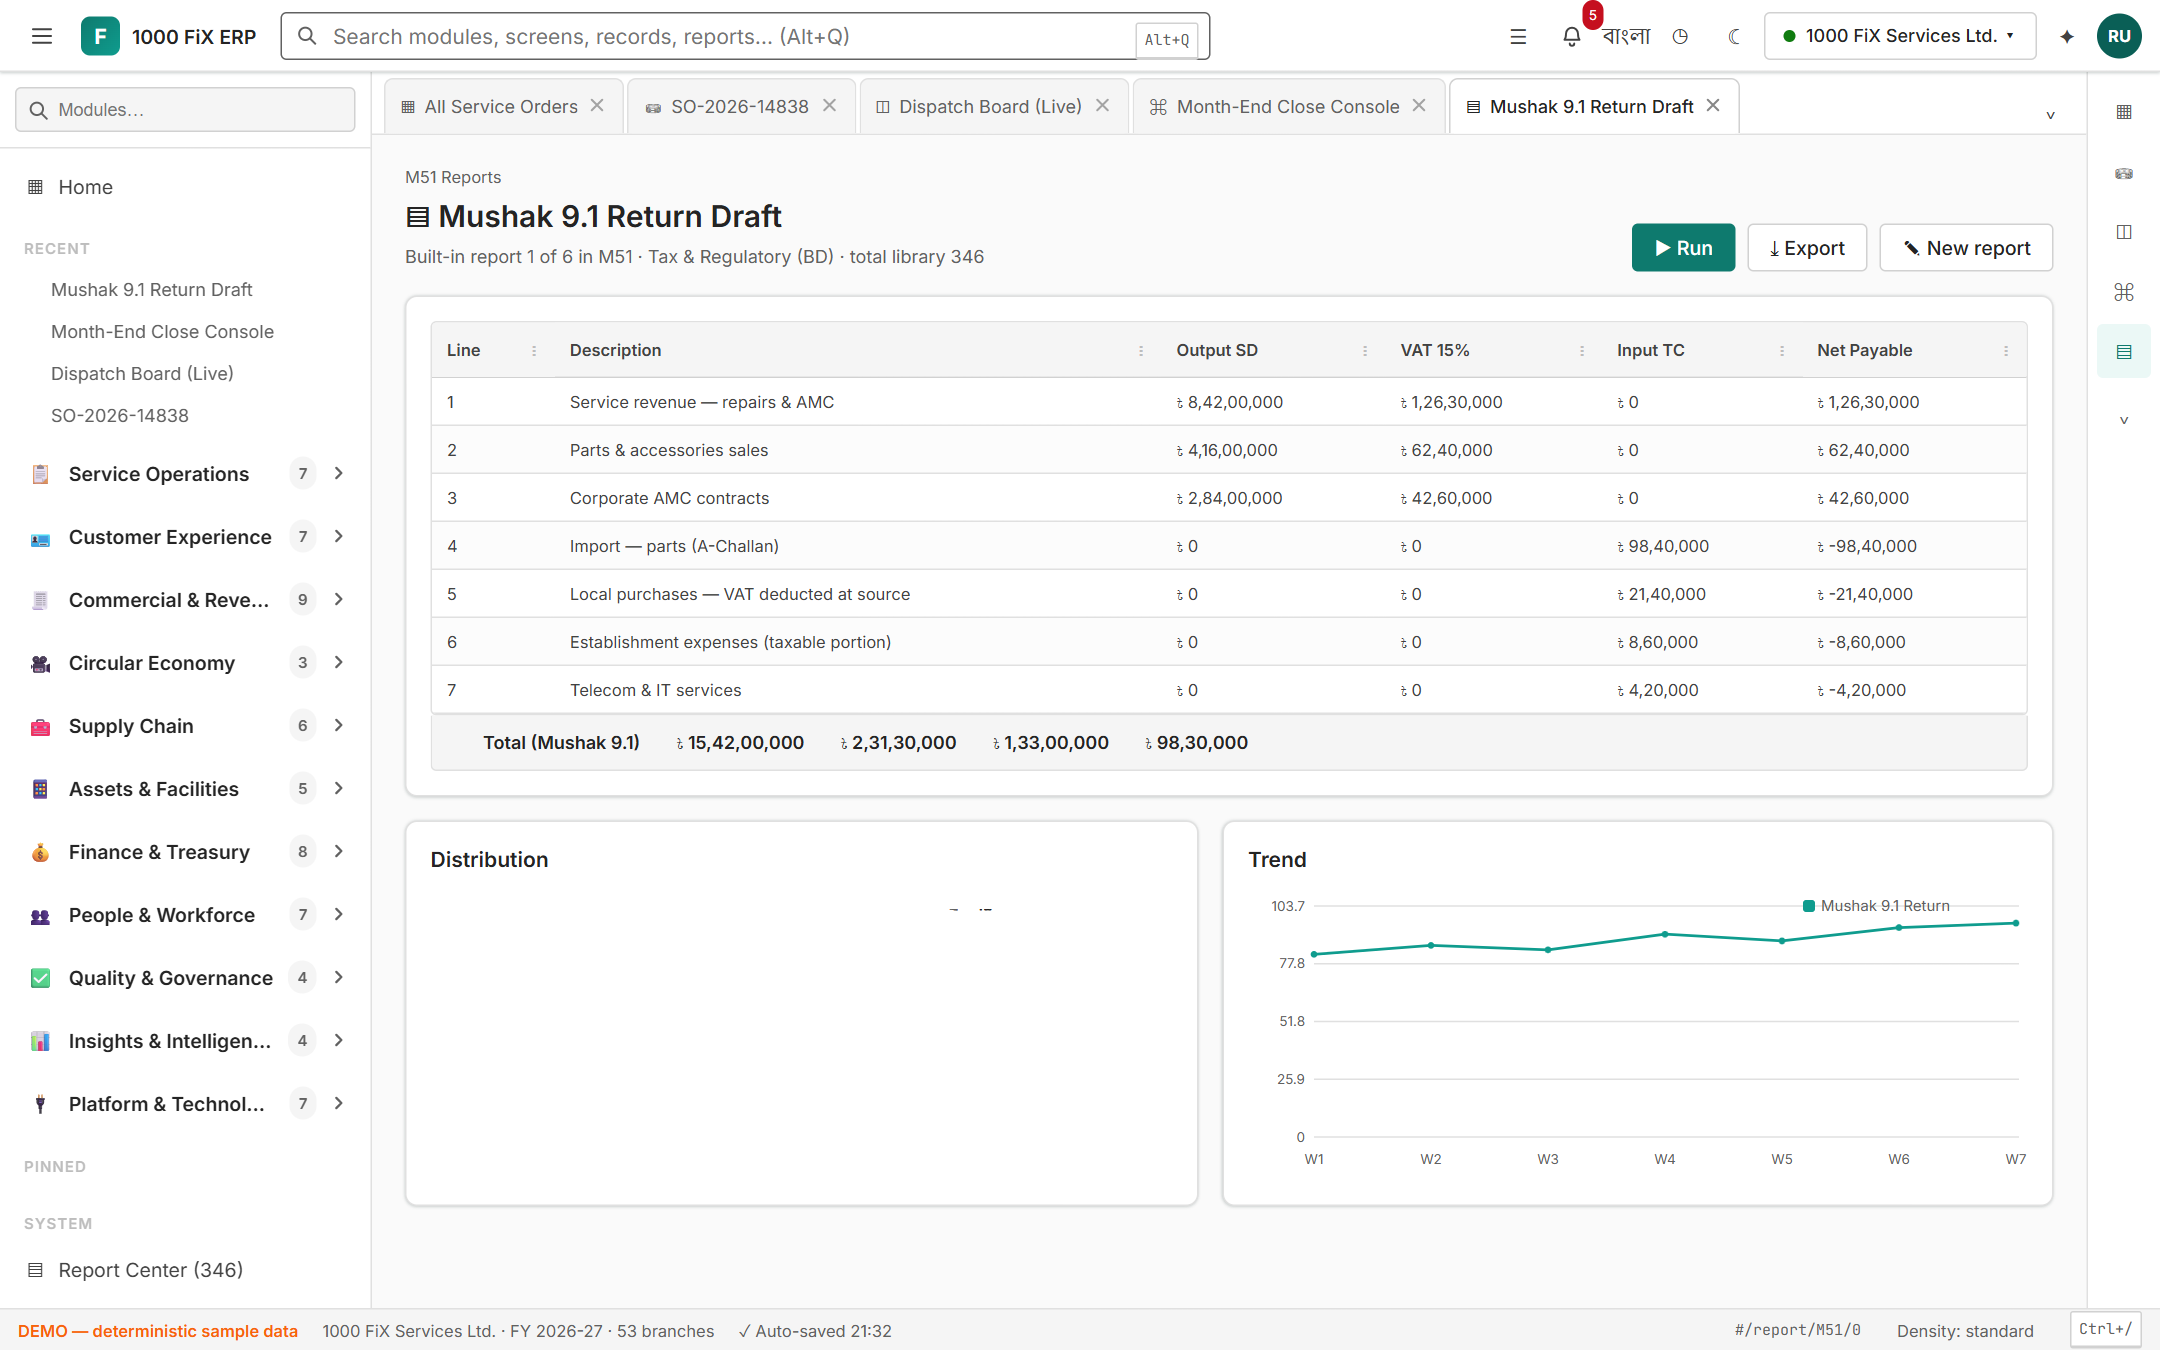 F 1000 FiX ERP
Search modules, screens, records, reports... (Alt+Q) Alt+Q
5
বাংলা
1000 FiX Services Ltd.
RU
Modules...
Home
RECENT
Mushak 9.1 Return Draft
Month-End Close Console
Dispatch Board (Live)
SO-2026-14838
Service Operations 7
Customer Experience 7
Commercial & Reve... 9
Circular Economy 3
Supply Chain 6
Assets & Facilities 5
Finance & Treasury 8
People & Workforce 7
Quality & Governance 4
Insights & Intelligen... 4
Platform & Technol... 7
PINNED
SYSTEM
Report Center (346)
All Service Orders
SO-2026-14838
Dispatch Board (Live)
Month-End Close Console
Mushak 9.1 Return Draft
M51 Reports
Mushak 9.1 Return Draft
Built-in report 1 of 6 in M51 · Tax & Regulatory (BD) · total library 346
Run
Export
New report
Line Description Output SD VAT 15% Input TC Net Payable
1 Service revenue — repairs & AMC ৳ 8,42,00,000 ৳ 1,26,30,000 ৳ 0 ৳ 1,26,30,000
2 Parts & accessories sales ৳ 4,16,00,000 ৳ 62,40,000 ৳ 0 ৳ 62,40,000
3 Corporate AMC contracts ৳ 2,84,00,000 ৳ 42,60,000 ৳ 0 ৳ 42,60,000
4 Import — parts (A-Challan) ৳ 0 ৳ 0 ৳ 98,40,000 ৳ -98,40,000
5 Local purchases — VAT deducted at source ৳ 0 ৳ 0 ৳ 21,40,000 ৳ -21,40,000
6 Establishment expenses (taxable portion) ৳ 0 ৳ 0 ৳ 8,60,000 ৳ -8,60,000
7 Telecom & IT services ৳ 0 ৳ 0 ৳ 4,20,000 ৳ -4,20,000
Total (Mushak 9.1) ৳ 15,42,00,000 ৳ 2,31,30,000 ৳ 1,33,00,000 ৳ 98,30,000
Distribution
Trend
Mushak 9.1 Return
103.7
77.8
51.8
25.9
0
W1 W2 W3 W4 W5 W6 W7
DEMO — deterministic sample data 1000 FiX Services Ltd. · FY 2026-27 · 53 branches ✓ Auto-saved 21:32 #/report/M51/0 Density: standard Ctrl+/